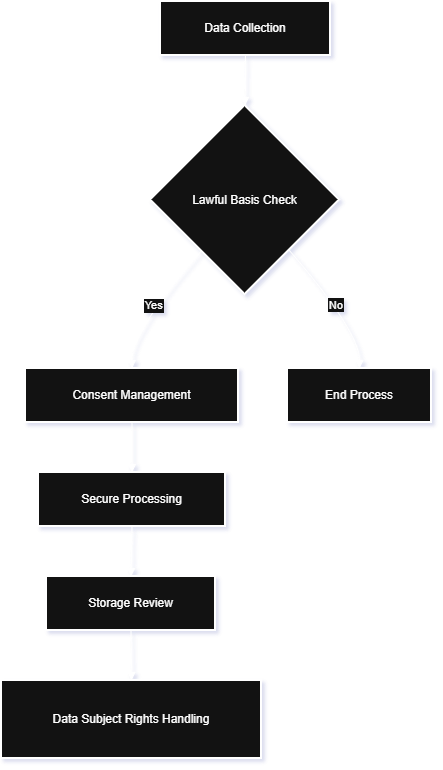 Data Collection
Lawful Basis Check
Yes
No
Consent Management
End Process
Secure Processing
Storage Review
Data Subject Rights Handling